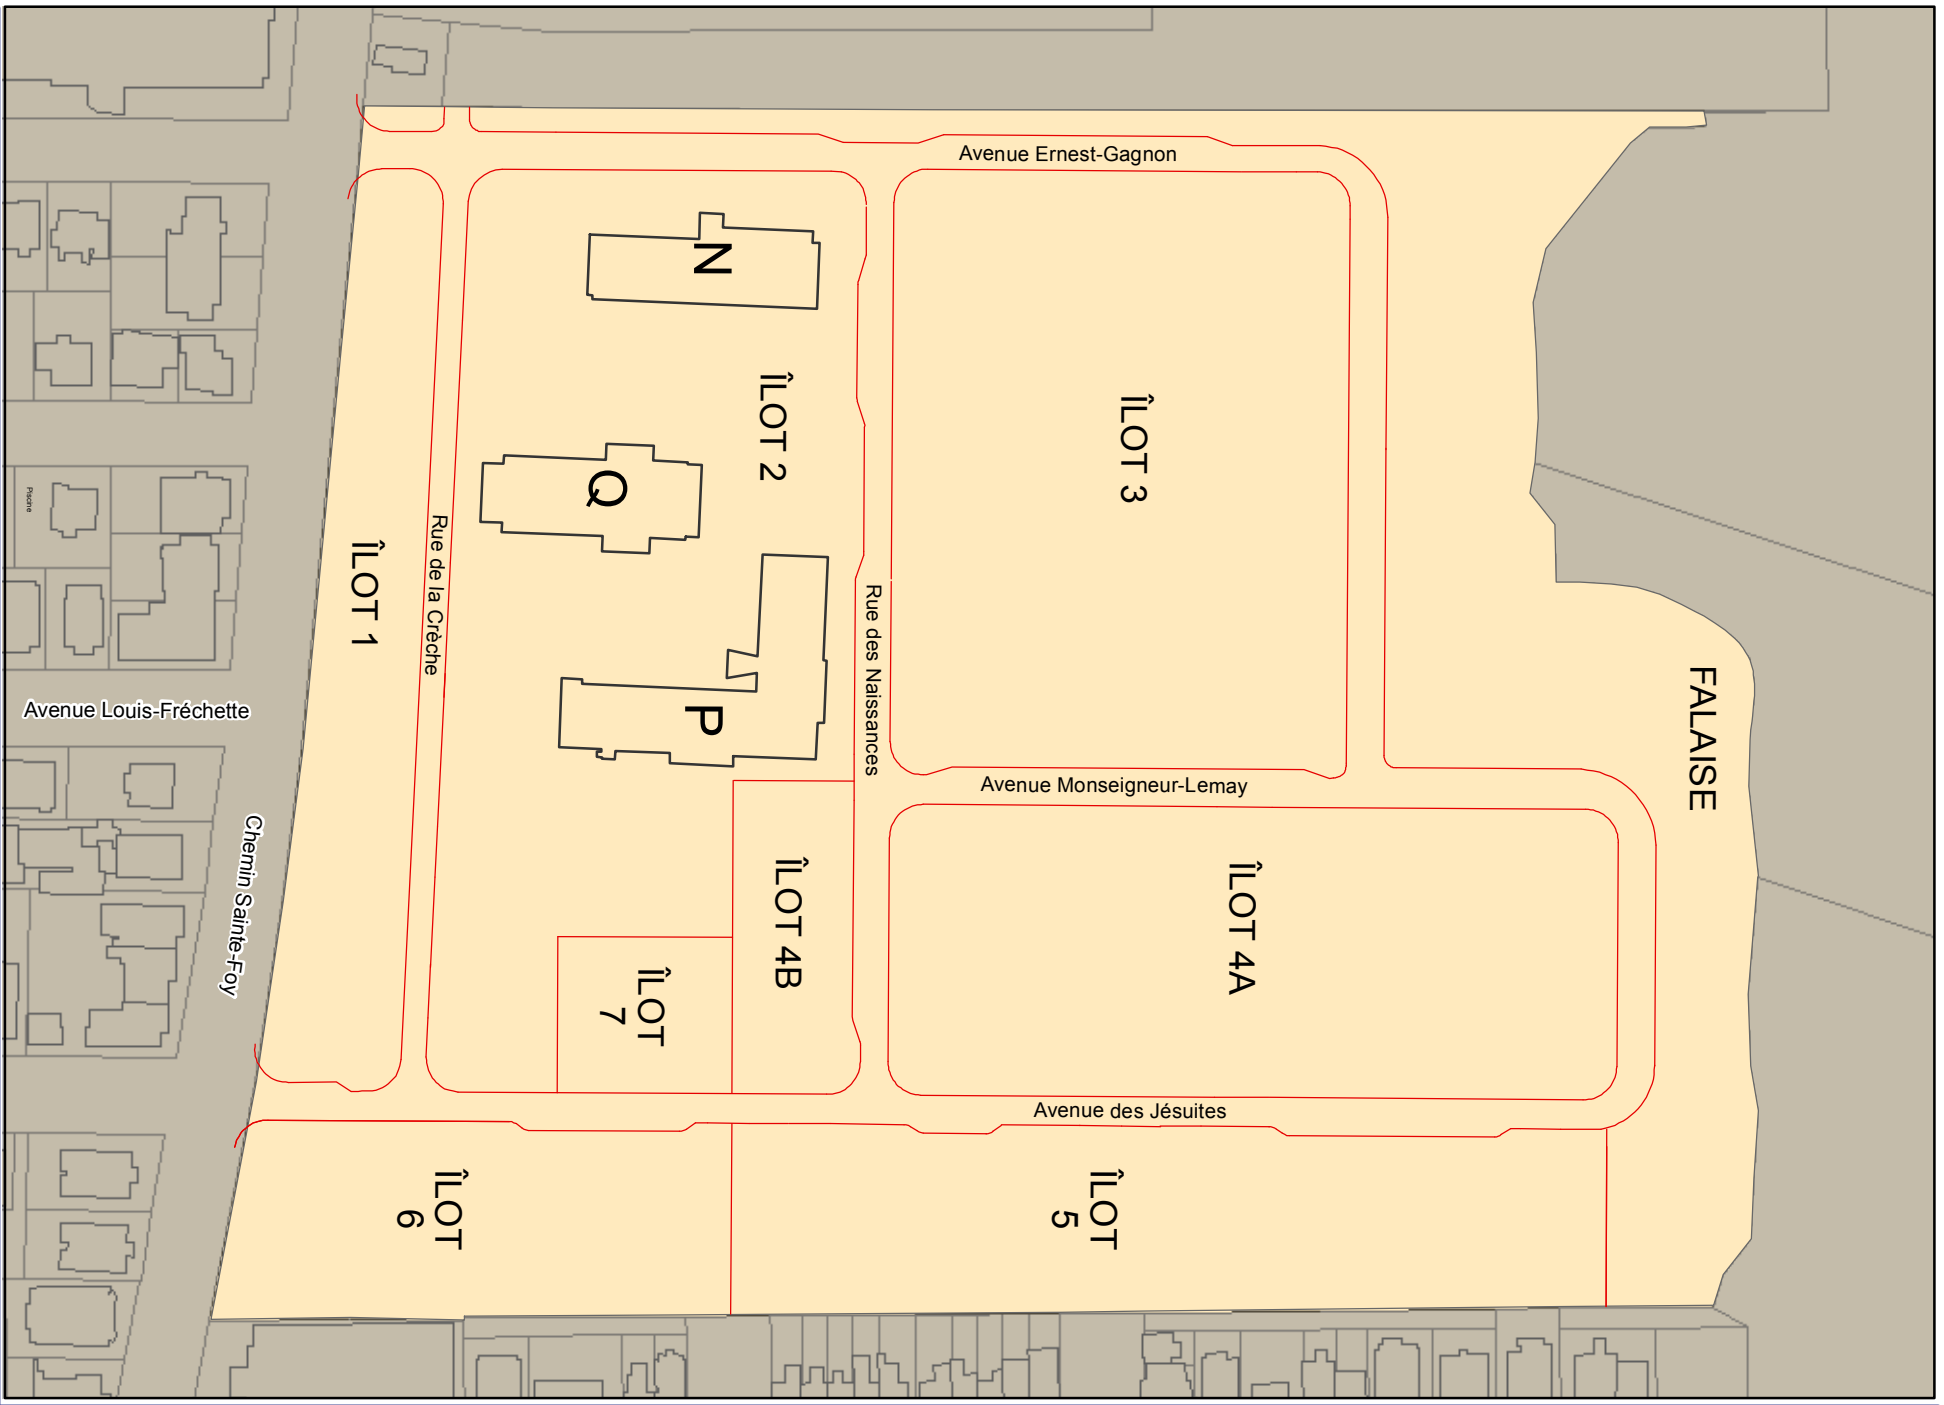 Avenue Ernest-Gagnon
N
ÎLOT 2
ÎLOT 3
Q
Piscine
ÎLOT 1
Rue de la Crèche
Rue des Naissances
FALAISE
P
Avenue Louis-Fréchette
Avenue Monseigneur-Lemay
Chemin Sainte-Foy
ÎLOT 4B
ÎLOT 4A
ÎLOT
7
Avenue des Jésuites
ÎLOT
6
ÎLOT
5